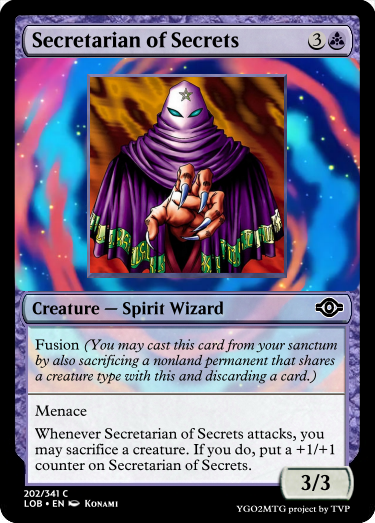 Secretarian of Secrets 3
Creature — Spirit Wizard
Fusion (You may cast this card from your sanctum
by also sacrificing a nonland permanent that shares
a creature type with this and discarding a card.)
Menace
Whenever Secretarian of Secrets attacks, you
may sacrifice a creature. If you do, put a +1/+1
counter on Secretarian of Secrets.
3/3
202/341 C
LOB • EN Konami
YGO2MTG project by TVP